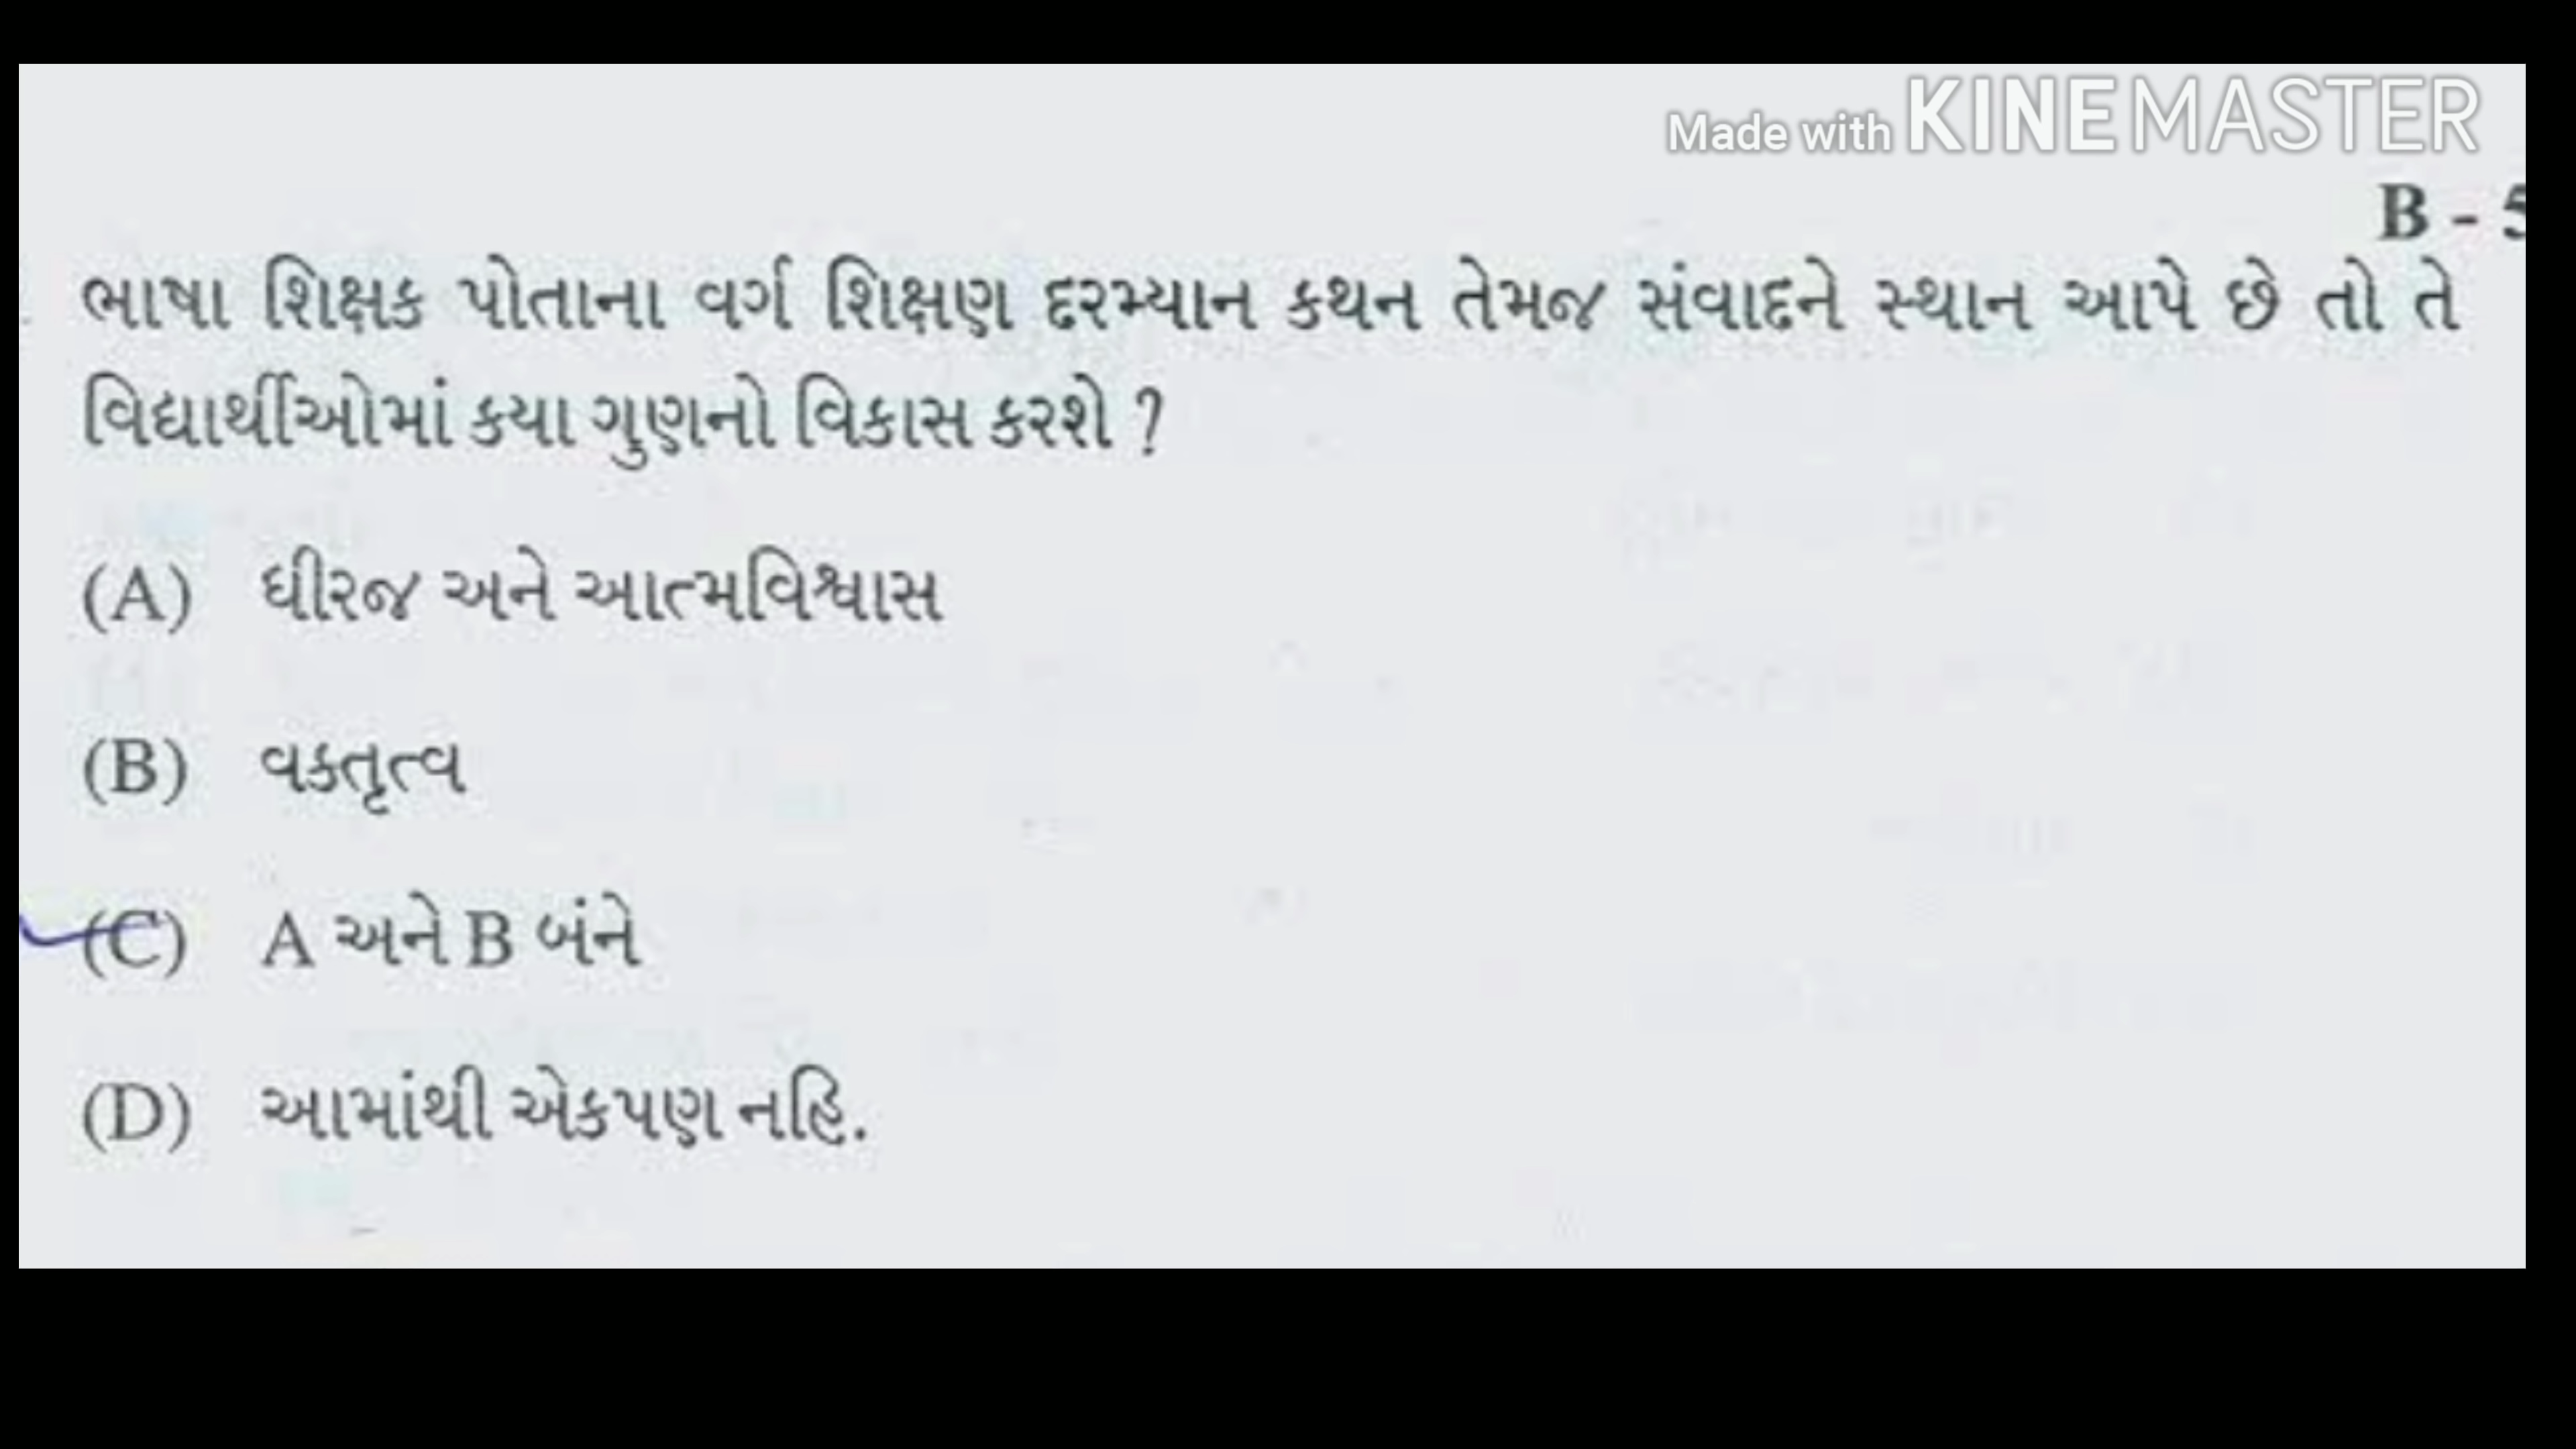 Made with KINEMASTER
B - 5
ભાષા શિક્ષક પોતાના વર્ગ શિક્ષણ દરમ્યાન કથન તેમજ સંવાદને સ્થાન આપે છે તો તે
વિદ્યાર્થીઓમાં કયા ગુણનો વિકાસ કરશે ?
(A) ધીરજ અને આત્મવિશ્વાસ
(B) વક્તૃત્વ
(C) A અને B બંને
(D) આમાંથી એકપણ નહિ.